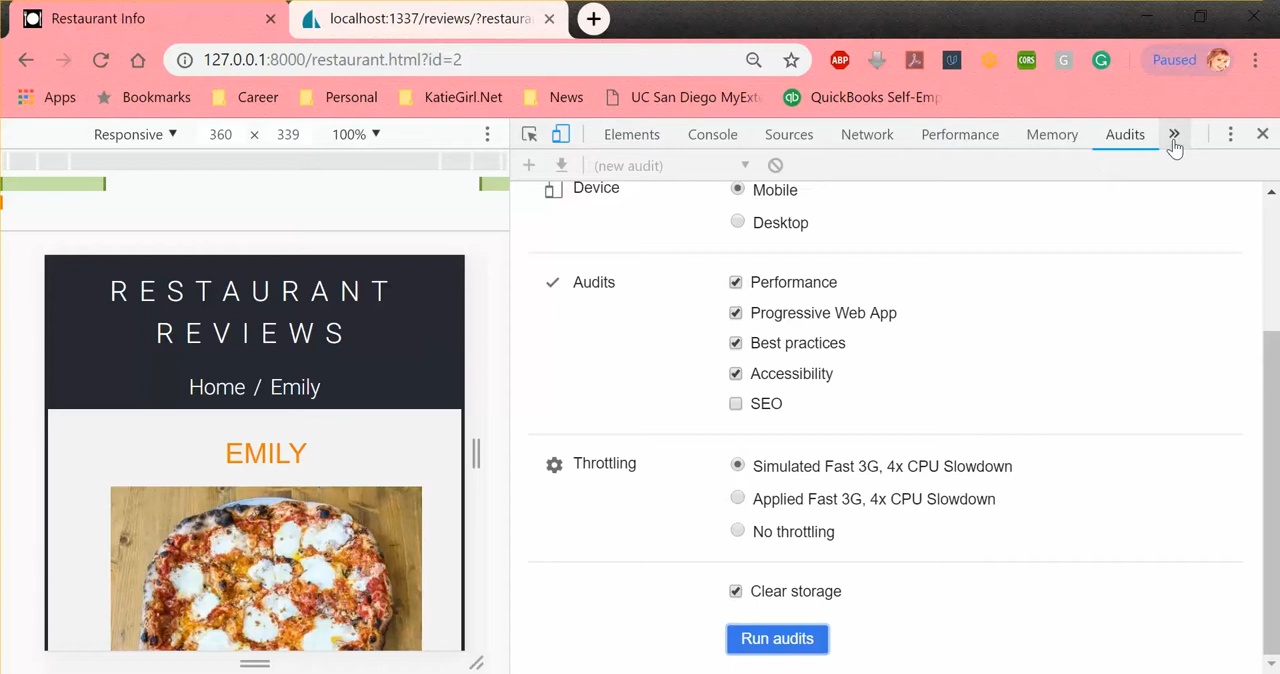 Restaurant Info
localhost:1337/reviews/?restaura
127.0.0.1:8000/restaurant.html?id=2
ABP
CORS
G
Paused
Apps
Bookmarks
Career
Personal
KatieGirl.Net
News
UC San Diego MyExt
QuickBooks Self-Emp
Responsive
360 × 339
100%
Elements
Console
Sources
Network
Performance
Memory
Audits
(new audit)
Device
Mobile
Desktop
Audits
Performance
Progressive Web App
Best practices
Accessibility
SEO
Throttling
Simulated Fast 3G, 4x CPU Slowdown
Applied Fast 3G, 4x CPU Slowdown
No throttling
Clear storage
Run audits
RESTAURANT
REVIEWS
Home / Emily
EMILY